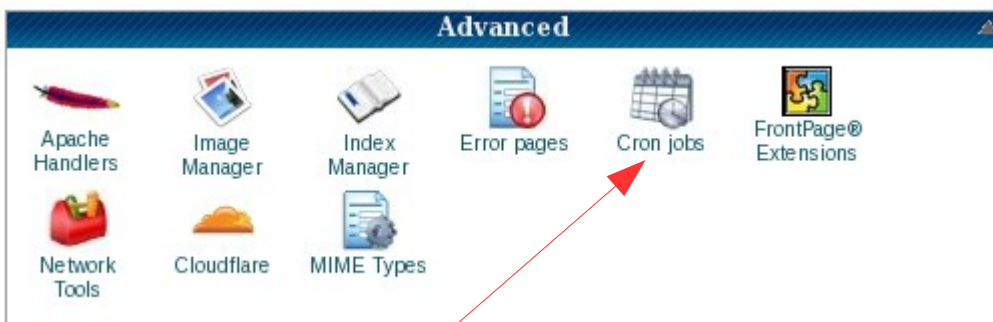 Advanced
Apache
Handlers
Image
Manager
Index
Manager
Error pages
Cron jobs
FrontPage®
Extensions
Network
Tools
Cloudflare
MIME Types